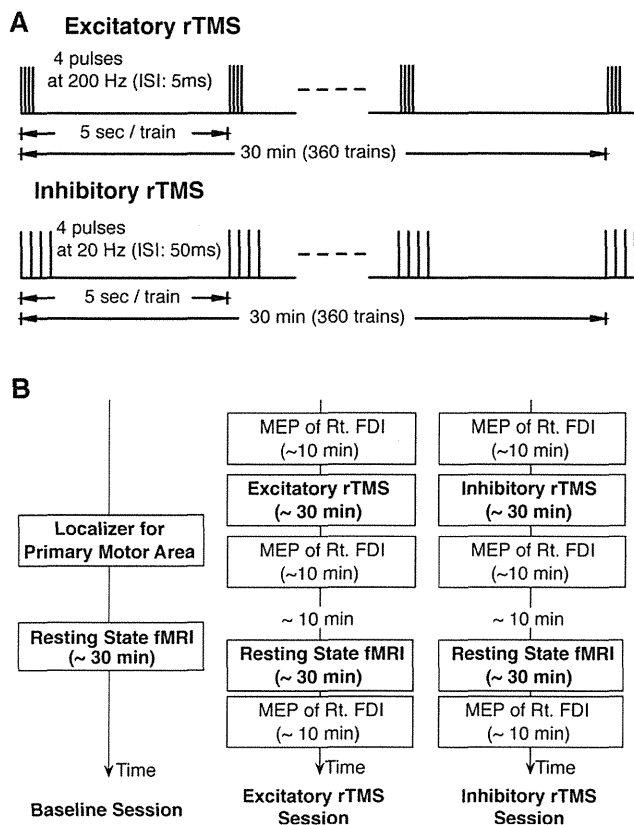 A
Excitatory rTMS
4 pulses
at 200 Hz (ISI: 5ms)
5 sec / train
30 min (360 trains)
Inhibitory rTMS
4 pulses
at 20 Hz (ISI: 50ms)
5 sec / train
30 min (360 trains)
B
Localizer for
Primary Motor Area
Resting State fMRI
(~ 30 min)
Time
Baseline Session
MEP of Rt. FDI
(~10 min)
Excitatory rTMS
(~ 30 min)
MEP of Rt. FDI
(~10 min)
~ 10 min
Resting State fMRI
(~ 30 min)
MEP of Rt. FDI
(~ 10 min)
Time
Excitatory rTMS
Session
MEP of Rt. FDI
(~10 min)
Inhibitory rTMS
(~ 30 min)
MEP of Rt. FDI
(~10 min)
~ 10 min
Resting State fMRI
(~ 30 min)
MEP of Rt. FDI
(~ 10 min)
Time
Inhibitory rTMS
Session